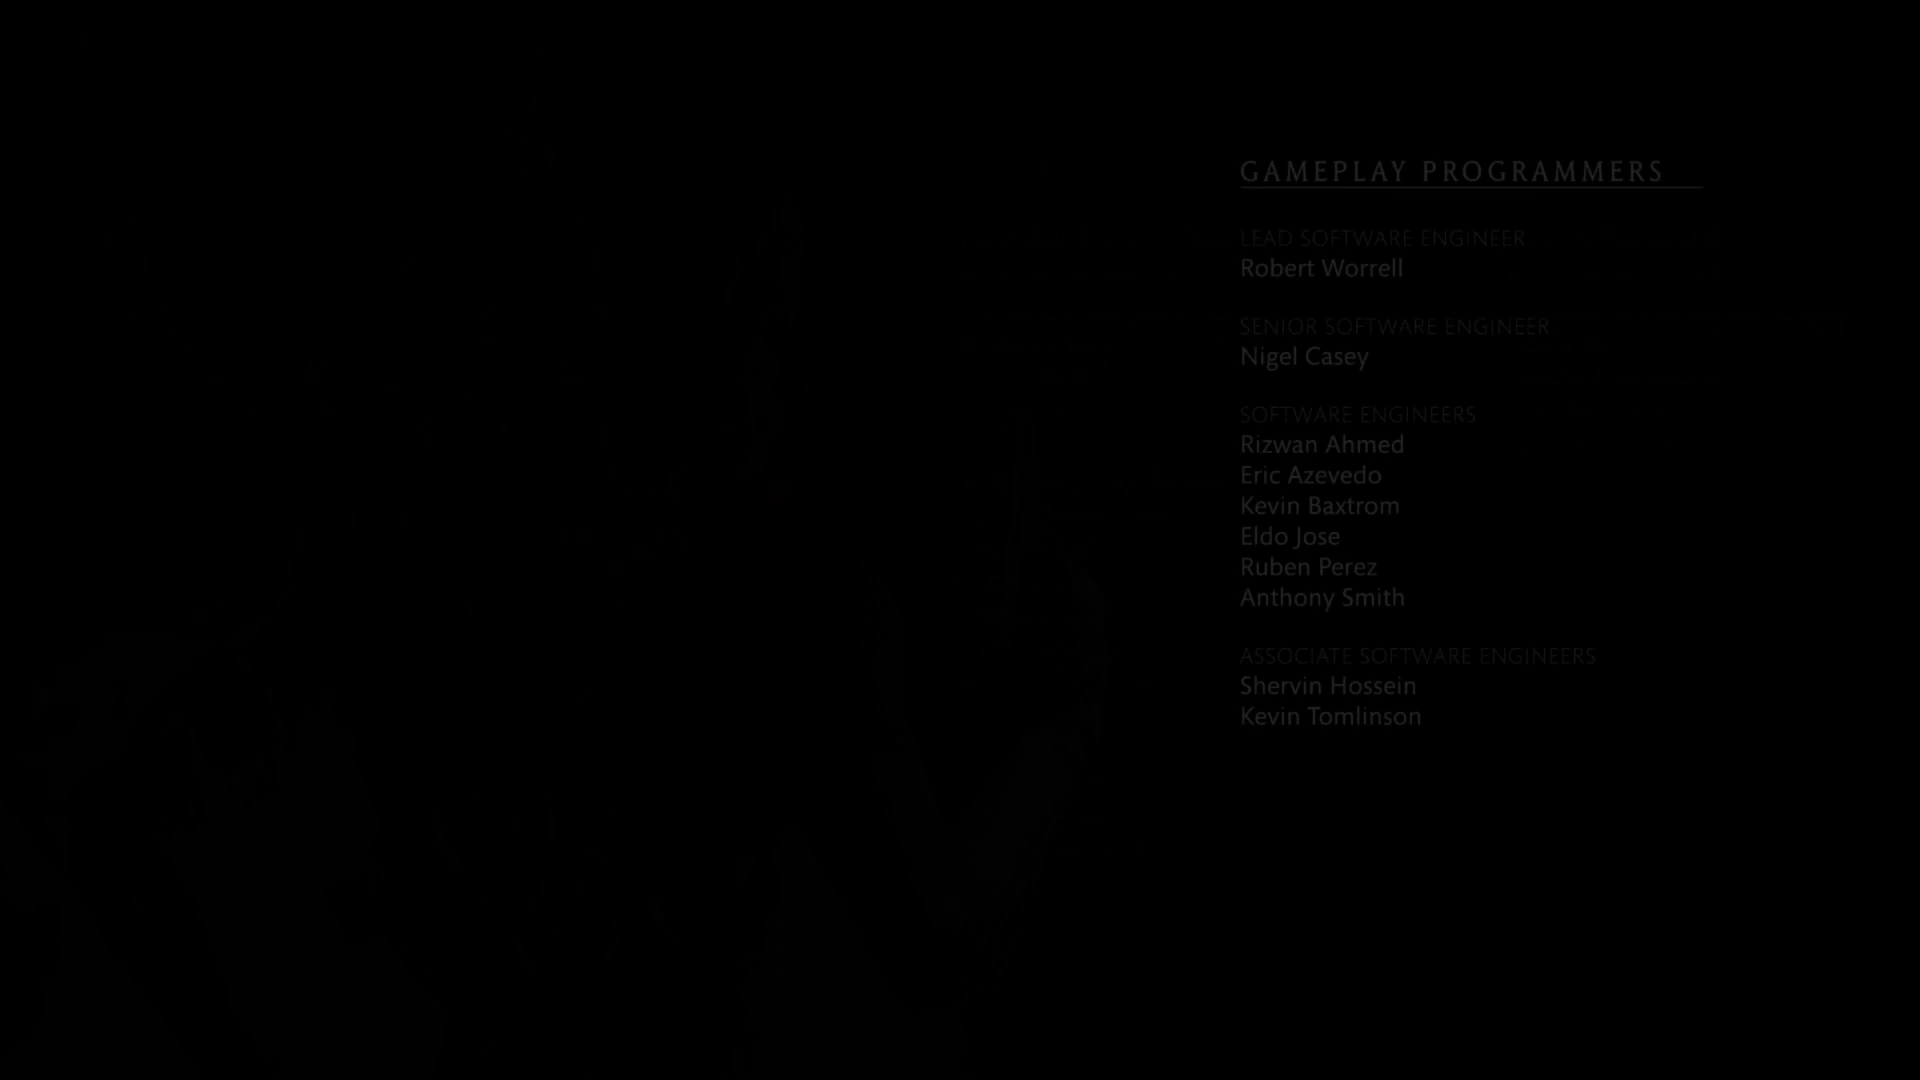 GAMEPLAY PROGRAMMERS
LEAD SOFTWARE ENGINEER
Robert Worrell
SENIOR SOFTWARE ENGINEER
Nigel Casey
SOFTWARE ENGINEERS
Rizwan Ahmed
Eric Azevedo
Kevin Baxtrom
Eldo Jose
Ruben Perez
Anthony Smith
ASSOCIATE SOFTWARE ENGINEERS
Shervin Hossein
Kevin Tomlinson